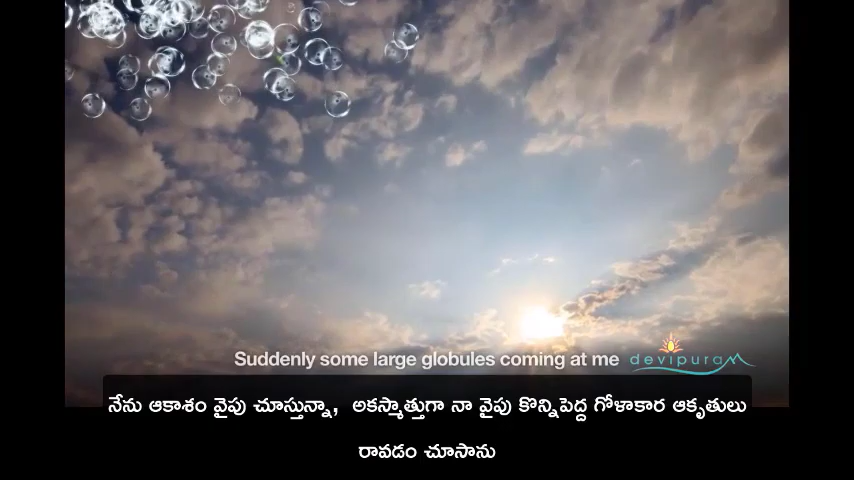 Suddenly some large globules coming at me
devipuram
నేను ఆకాశం వైపు చూస్తున్నా, అకస్మాత్తుగా నా వైపు కొన్నిపెద్ద గోళాకార ఆకృతులు
రావడం చూసాను